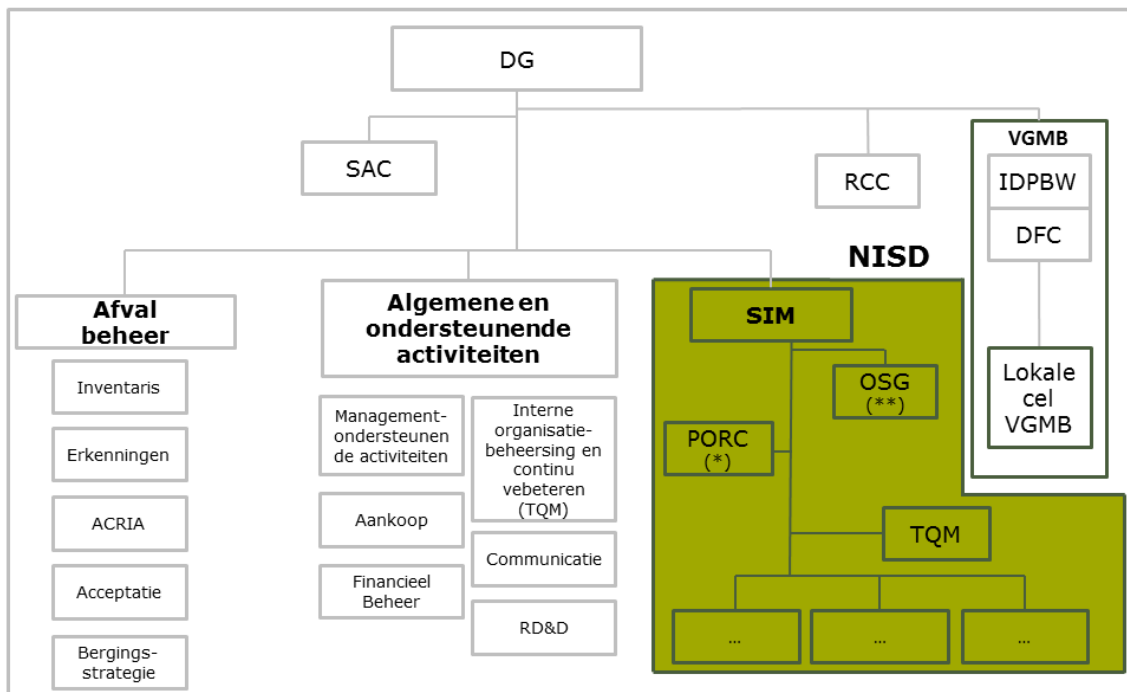 DG
SAC
RCC
VGMB
IDPBW
DFC
Lokale
cel
VGMB
NISD
Afval
beheer
Inventaris
Erkenningen
ACRIA
Acceptatie
Bergings-
strategie
Algemene en
ondersteunende
activiteiten
Management-
ondersteunen
de activiteiten
Aankoop
Financieel
Beheer
Interne
organisatie-
beheersing en
continu
vebeteren
(TQM)
Communicatie
RD&D
SIM
OSG
(**)
PORC
(*)
TQM
...
...
...